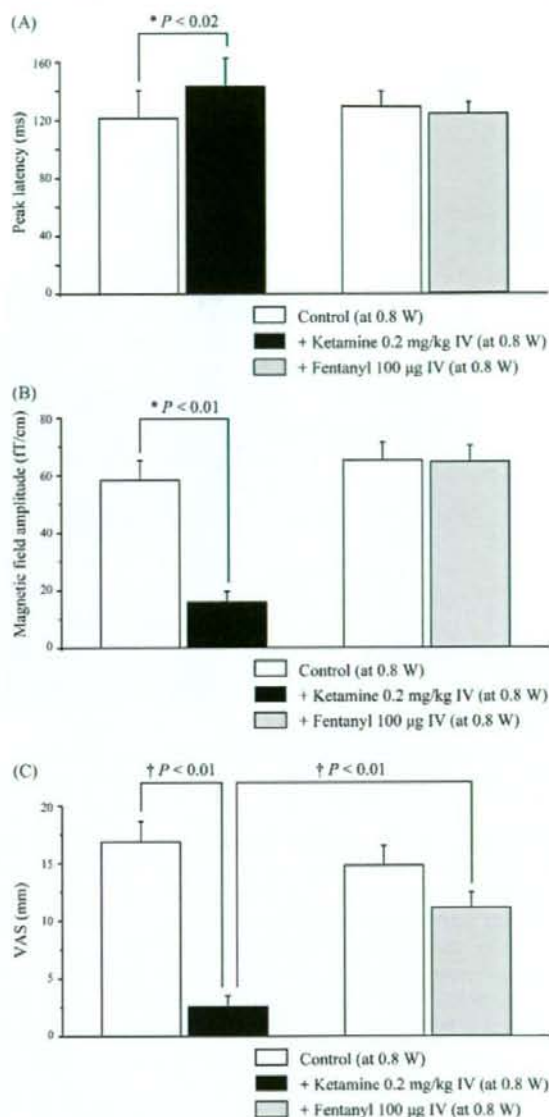 (A)
* P < 0.02
160
120
80
40
0
Peak latency (ms)
Control (at 0.8 W)
+ Ketamine 0.2 mg/kg IV (at 0.8 W)
+ Fentanyl 100 µg IV (at 0.8 W)
(B)
* P < 0.01
80
60
40
20
0
Magnetic field amplitude (fT/cm)
Control (at 0.8 W)
+ Ketamine 0.2 mg/kg IV (at 0.8 W)
+ Fentanyl 100 µg IV (at 0.8 W)
(C)
† P < 0.01
† P < 0.01
20
15
10
5
0
VAS (mm)
Control (at 0.8 W)
+ Ketamine 0.2 mg/kg IV (at 0.8 W)
+ Fentanyl 100 µg IV (at 0.8 W)